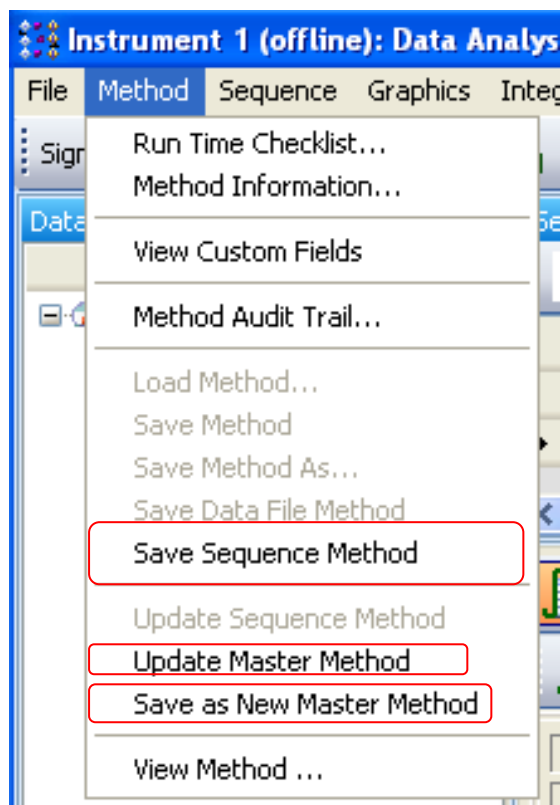 Instrument 1 (offline): Data Analys
File Method Sequence Graphics Integ
Sign
Run Time Checklist...
Method Information...
Data
View Custom Fields
Method Audit Trail...
Load Method...
Save Method
Save Method As...
Save Data File Method
Save Sequence Method
Update Sequence Method
Update Master Method
Save as New Master Method
View Method ...